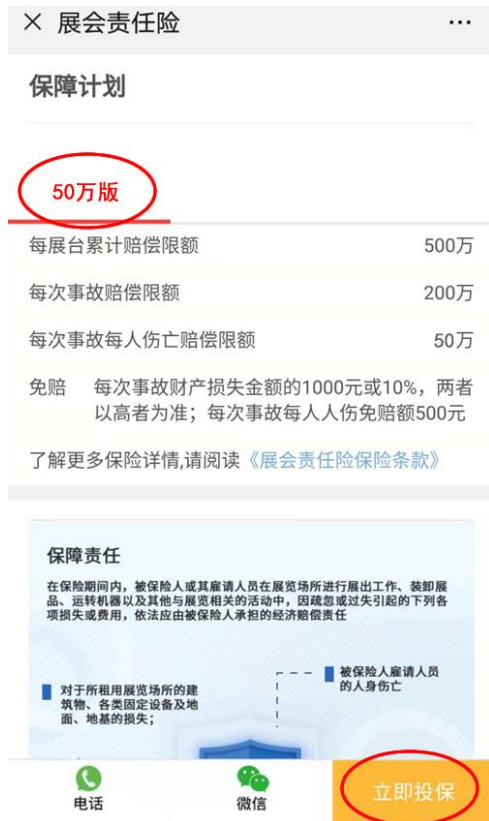 × 展会责任险 ···
保障计划
50万版
每展台累计赔偿限额 500万
每次事故赔偿限额 200万
每次事故每人伤亡赔偿限额 50万
免赔 每次事故财产损失金额的1000元或10%，两者
以高者为准；每次事故每人人伤免赔额500元
了解更多保险详情,请阅读《展会责任险保险条款》
保障责任
在保险期间内，被保险人或其雇请人员在展览场所进行展出工作、装卸展
品、运转机器以及其他与展览相关的活动中，因疏忽或过失引起的下列各
项损失或费用，依法应由被保险人承担的经济赔偿责任
被保险人雇请人员
的人身伤亡
对于所租用展览场所的建
筑物、各类固定设备及地
面、地基的损失；
电话 微信 立即投保